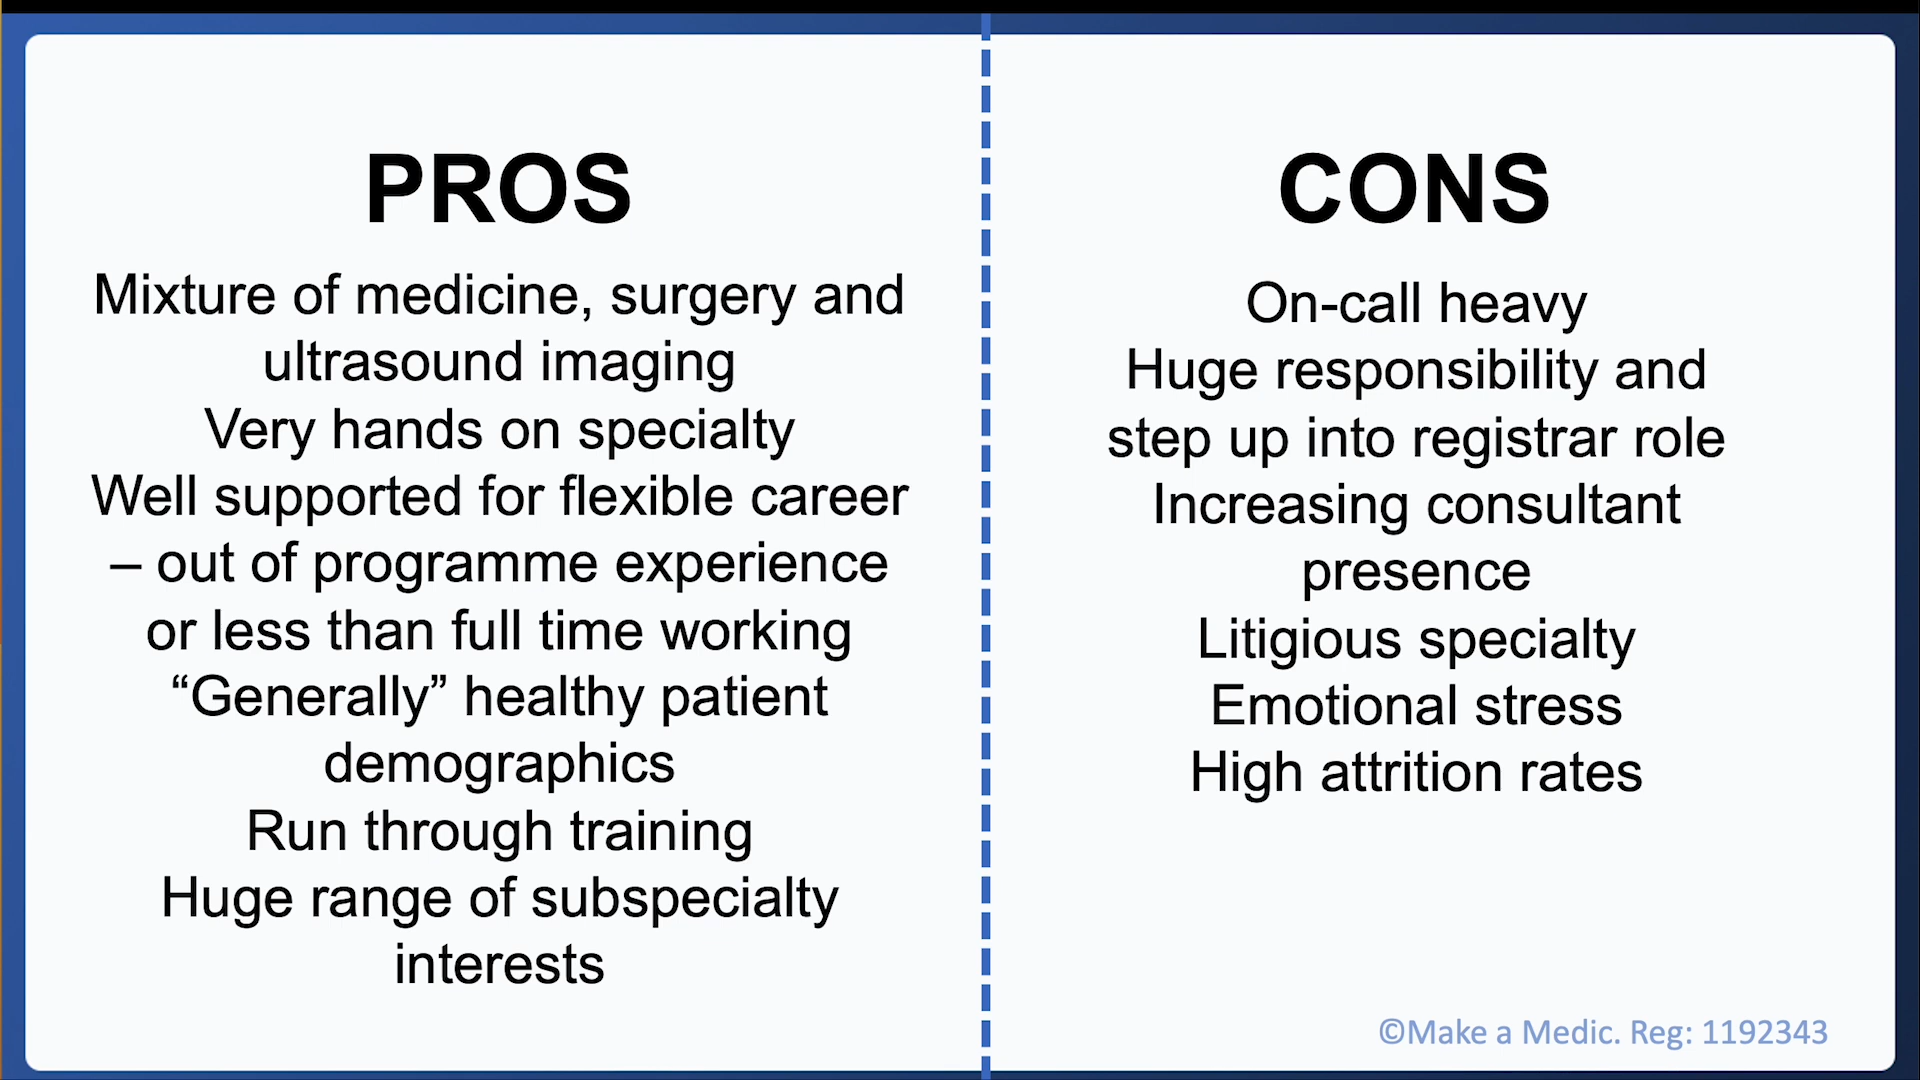 PROS
Mixture of medicine, surgery and
ultrasound imaging
Very hands on specialty
Well supported for flexible career
– out of programme experience
or less than full time working
“Generally” healthy patient
demographics
Run through training
Huge range of subspecialty
interests
CONS
On-call heavy
Huge responsibility and
step up into registrar role
Increasing consultant
presence
Litigious specialty
Emotional stress
High attrition rates
©Make a Medic. Reg: 1192343